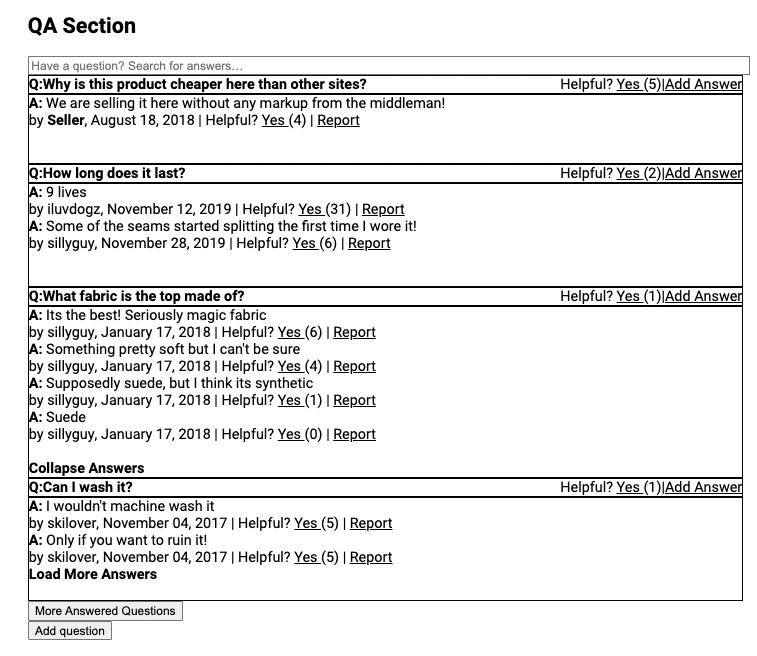 QA Section
Have a question? Search for answers…
Q:Why is this product cheaper here than other sites? Helpful? Yes (5)|Add Answer
A: We are selling it here without any markup from the middleman!
by Seller, August 18, 2018 | Helpful? Yes (4) | Report
Q:How long does it last? Helpful? Yes (2)|Add Answer
A: 9 lives
by iluvdogz, November 12, 2019 | Helpful? Yes (31) | Report
A: Some of the seams started splitting the first time I wore it!
by sillyguy, November 28, 2019 | Helpful? Yes (6) | Report
Q:What fabric is the top made of? Helpful? Yes (1)|Add Answer
A: Its the best! Seriously magic fabric
by sillyguy, January 17, 2018 | Helpful? Yes (6) | Report
A: Something pretty soft but I can't be sure
by sillyguy, January 17, 2018 | Helpful? Yes (4) | Report
A: Supposedly suede, but I think its synthetic
by sillyguy, January 17, 2018 | Helpful? Yes (1) | Report
A: Suede
by sillyguy, January 17, 2018 | Helpful? Yes (0) | Report
Collapse Answers
Q:Can I wash it? Helpful? Yes (1)|Add Answer
A: I wouldn't machine wash it
by skilover, November 04, 2017 | Helpful? Yes (5) | Report
A: Only if you want to ruin it!
by skilover, November 04, 2017 | Helpful? Yes (5) | Report
Load More Answers
More Answered Questions
Add question